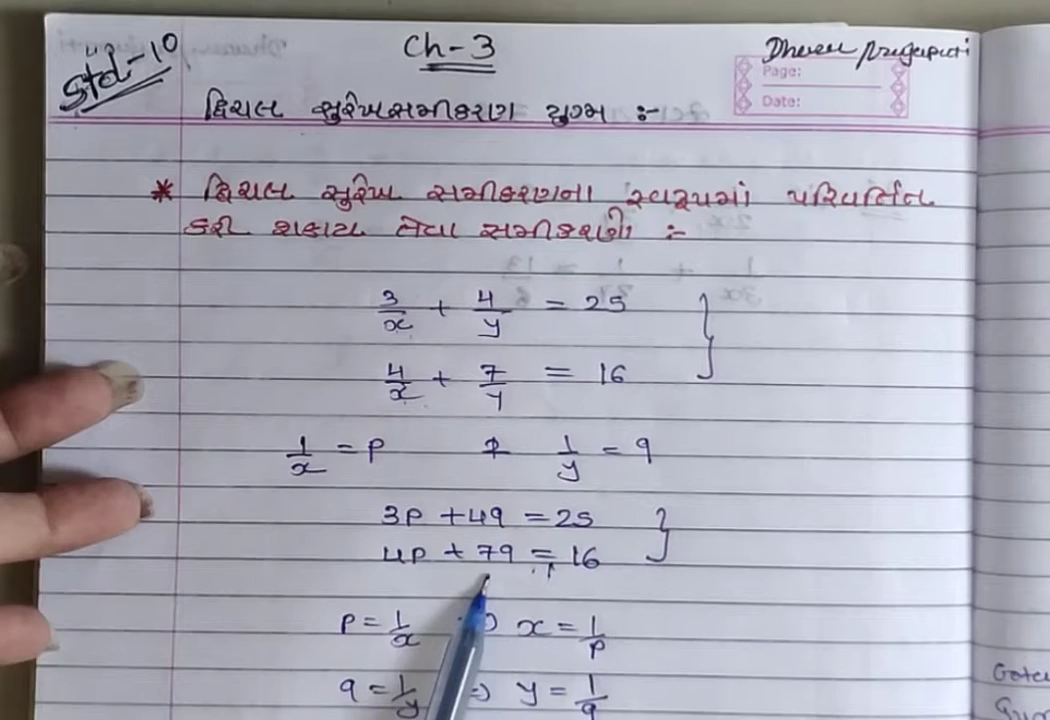 Std-10
Ch-3
Page:
Date:
દ્વિચલ સુરેખ સમીકરણ યુગ્મ :-
* દ્વિચલ સુરેખ સમીકરણના સ્વરૂપમાં પરિવર્તિત
કરી શકાય તેવા સમીકરણો :-
3/x + 4/y = 25
4/x + 7/y = 16
1/x = p & 1/y = q
3p + 4q = 25
4p + 7q = 16
p = 1/x ⇒ x = 1/p
q = 1/y ⇒ y = 1/q